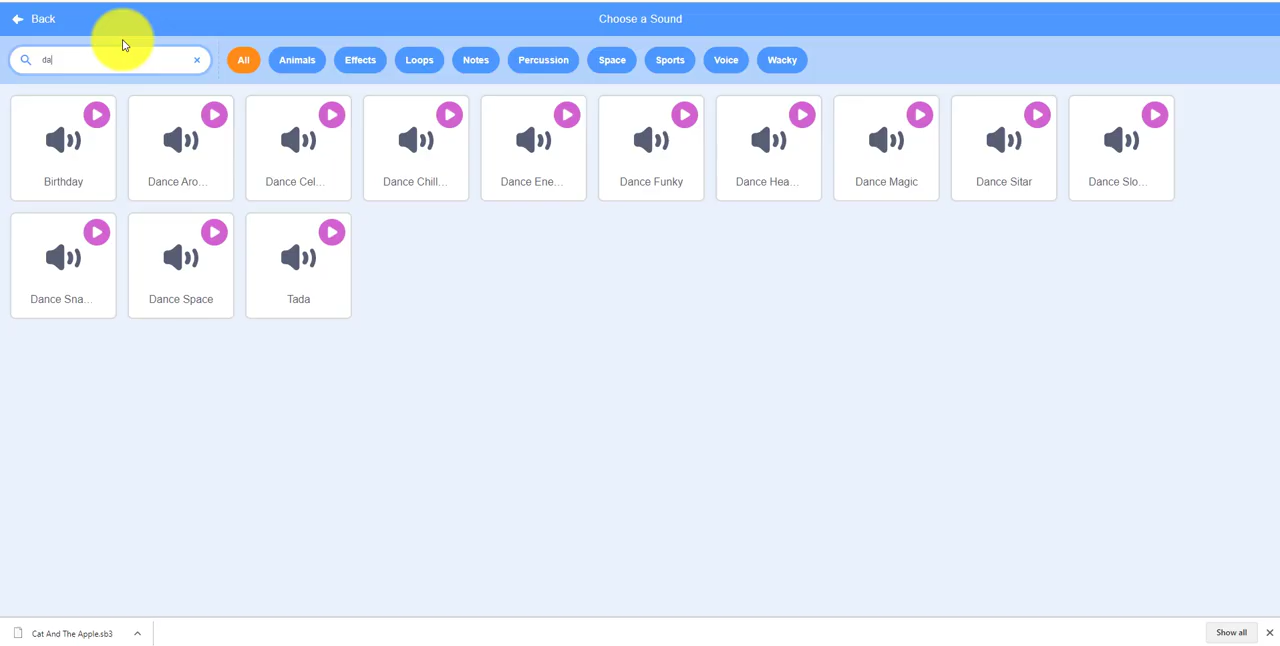 Back
Choose a Sound
da
All
Animals
Effects
Loops
Notes
Percussion
Space
Sports
Voice
Wacky
Birthday
Dance Aro...
Dance Cel...
Dance Chill...
Dance Ene...
Dance Funky
Dance Hea...
Dance Magic
Dance Sitar
Dance Slo...
Dance Sna...
Dance Space
Tada
Cat And The Apple.sb3
Show all